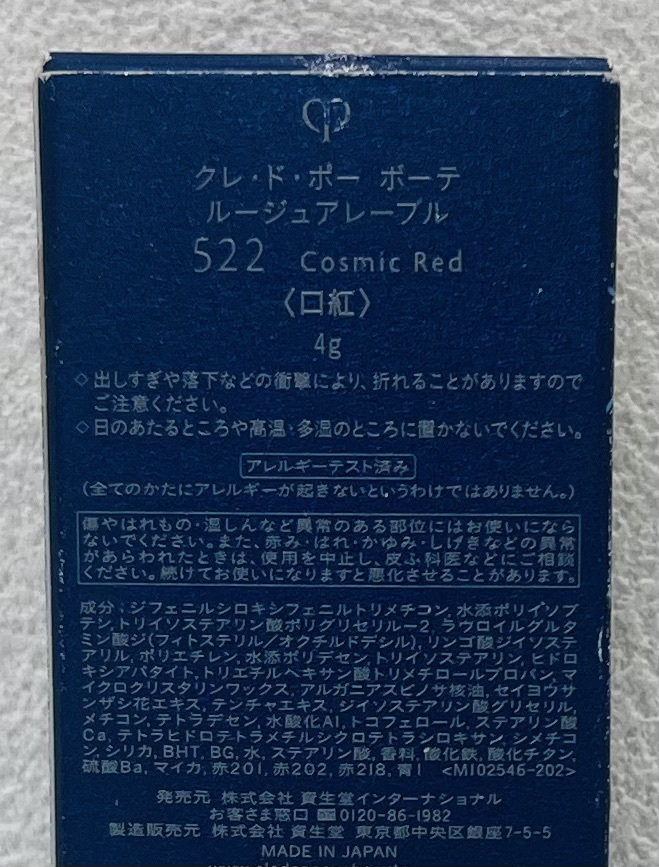 クレ・ド・ポー ボーテ
ルージュアレーブル
522 Cosmic Red
〈口紅〉
4g
◇出しすぎや落下などの衝撃により、折れることがありますので
ご注意ください。
◇日のあたるところや高温・多湿のところに置かないでください。
アレルギーテスト済み
(全てのかたにアレルギーが起きないというわけではありません。)
傷やはれもの・湿しんなど異常のある部位にはお使いになら
ないでください。また、赤み・はれ・かゆみ・しげきなどの異常
があらわれたときは、使用を中止し、皮ふ科医などにご相談
ください。続けてお使いになりますと悪化させることがあります。
成分:ジフェニルシロキシフェニルトリメチコン, 水添ポリイソブ
テン, トリイソステアリン酸ポリグリセリル-2, ラウロイルグルタ
ミン酸ジ(フィトステリル/オクチルドデシル), リンゴ酸ジイソステ
アリル, ポリエチレン, 水添ポリデセン, トリイソステアリン, ヒドロ
キシアパタイト, トリエチルヘキサン酸トリメチロールプロパン, マ
イクロクリスタリンワックス, アルガニアスピノサ核油, セイヨウサ
ンザシ花エキス, テンチャエキス, ジイソステアリン酸グリセリル,
メチコン, テトラデセン, 水酸化Al, トコフェロール, ステアリン酸
Ca, テトラヒドロテトラメチルシクロテトラシロキサン, シメチコ
ン, シリカ, BHT, BG, 水, ステアリン酸, 香料, 酸化鉄, 酸化チタン,
硫酸Ba, マイカ, 赤201, 赤202, 赤218, 青1 <M102546-202>
発売元 株式会社 資生堂インターナショナル
お客さま窓口 0120-86-1982
製造販売元 株式会社 資生堂 東京都中央区銀座7-5-5
MADE IN JAPAN